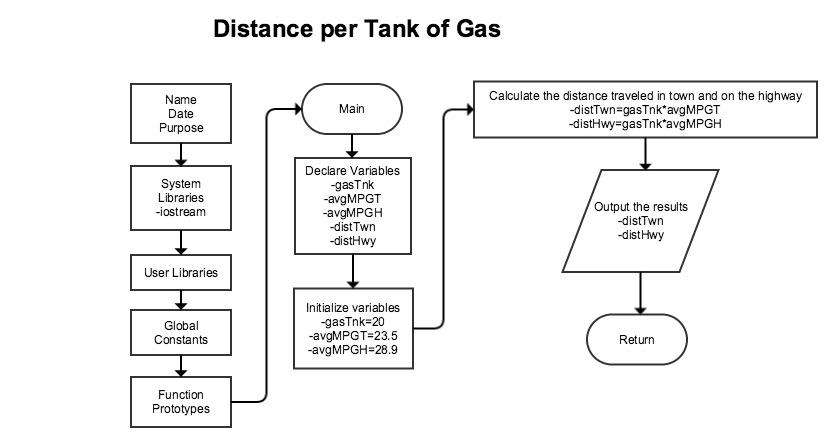 Distance per Tank of Gas
Name
Date
Purpose
System
Libraries
-iostream
User Libraries
Global
Constants
Function
Prototypes
Main
Declare Variables
-gasTnk
-avgMPGT
-avgMPGH
-distTwn
-distHwy
Initialize variables
-gasTnk=20
-avgMPGT=23.5
-avgMPGH=28.9
Calculate the distance traveled in town and on the highway
-distTwn=gasTnk*avgMPGT
-distHwy=gasTnk*avgMPGH
Output the results
-distTwn
-distHwy
Return